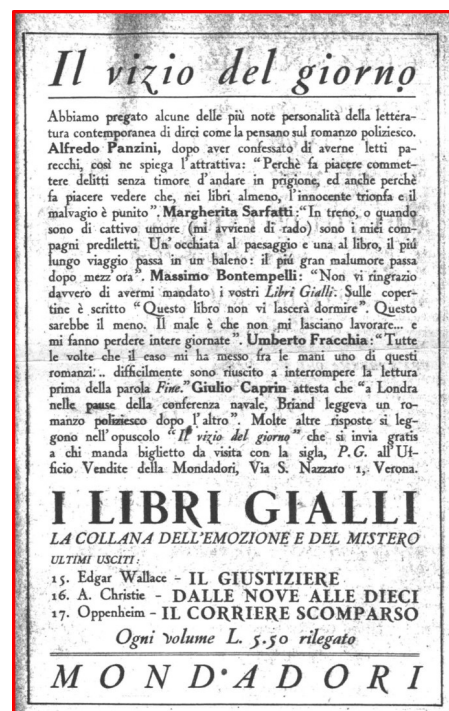 Il vizio del giorno
Abbiamo pregato alcune delle più note personalità della lettera-
tura contemporanea di dirci come la pensano sul romanzo poliziesco.
Alfredo Panzini, dopo aver confessato di averne letti pa-
recchi, così ne spiega l'attrattiva: “Perchè fa piacere commet-
tere delitti senza timore d'andare in prigione, ed anche perchè
fa piacere vedere che, nei libri almeno, l'innocente trionfa e il
malvagio è punito”. Margherita Sarfatti: “In treno, o quando
sono di cattivo umore (mi avviene di rado) sono i miei com-
pagni prediletti. Un' occhiata al paesaggio e una al libro, il più
lungo viaggio passa in un baleno: il più gran malumore passa
dopo mezz' ora”. Massimo Bontempelli: “Non vi ringrazio
davvero di avermi mandato i vostri Libri Gialli. Sulle coper-
tine è scritto “Questo libro non vi lascerà dormire”. Questo
sarebbe il meno. Il male è che non mi lasciano lavorare... e
mi fanno perdere intere giornate”. Umberto Fracchia: “Tutte
le volte che il caso mi ha messo fra le mani uno di questi
romanzi... difficilmente sono riuscito a interrompere la lettura
prima della parola Fine.” Giulio Caprin attesta che “a Londra
nelle pause della conferenza navale, Briand leggeva un ro-
manzo poliziesco dopo l'altro”. Molte altre risposte si leg-
gono nell'opuscolo “Il vizio del giorno” che si invia gratis
a chi manda biglietto da visita con la sigla, P.G. all'Uf-
ficio Vendite della Mondadori, Via S. Nazzaro 1, Verona.
I LIBRI GIALLI
LA COLLANA DELL'EMOZIONE E DEL MISTERO
ULTIMI USCITI:
15. Edgar Wallace - IL GIUSTIZIERE
16. A. Christie - DALLE NOVE ALLE DIECI
17. Oppenheim - IL CORRIERE SCOMPARSO
Ogni volume L. 5.50 rilegato
MONDADORI